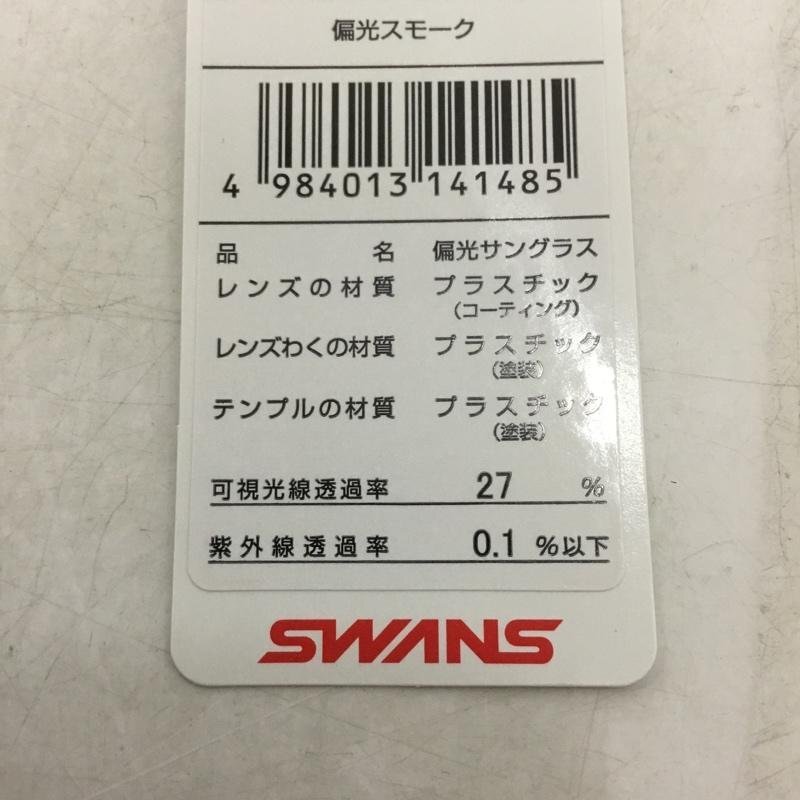 偏光スモーク
4 984013 141485
品名 偏光サングラス
レンズの材質 プラスチック
(コーティング)
レンズわくの材質 プラスチック
(塗装)
テンプルの材質 プラスチック
(塗装)
可視光線透過率 27 %
紫外線透過率 0.1 %以下
SWANS